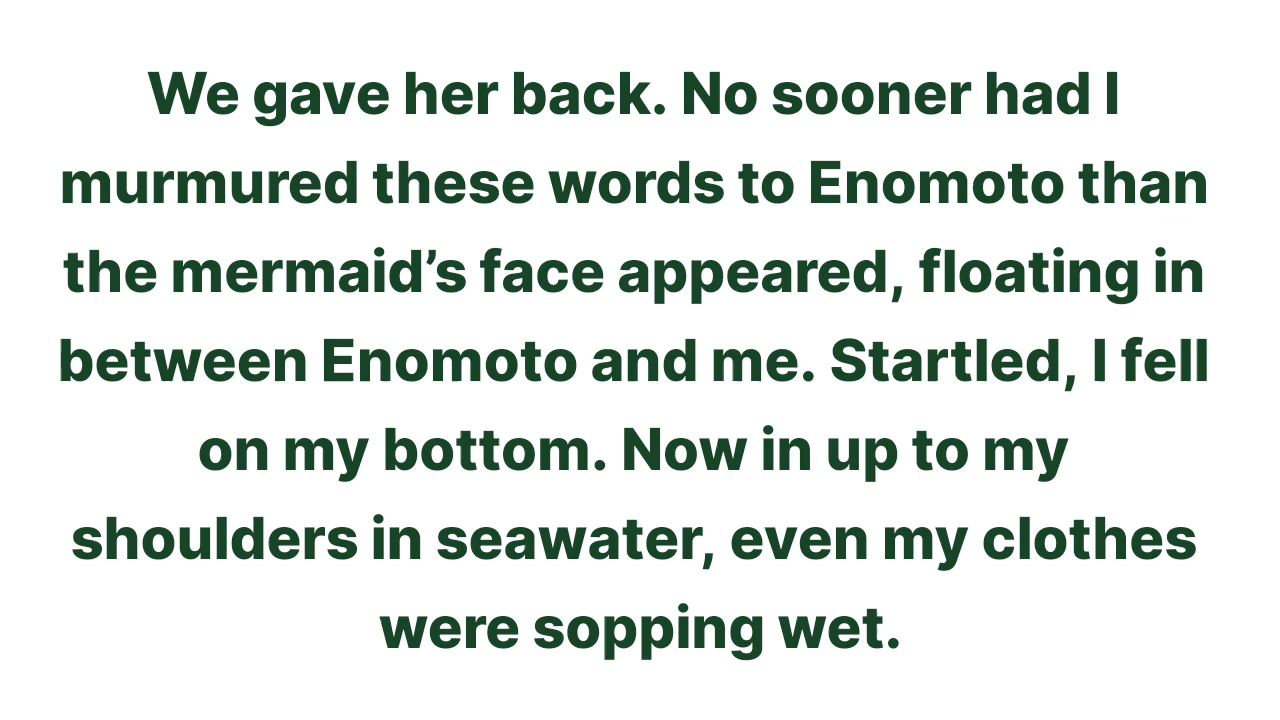 We gave her back. No sooner had I
murmured these words to Enomoto than
the mermaid’s face appeared, floating in
between Enomoto and me. Startled, I fell
on my bottom. Now in up to my
shoulders in seawater, even my clothes
were sopping wet.